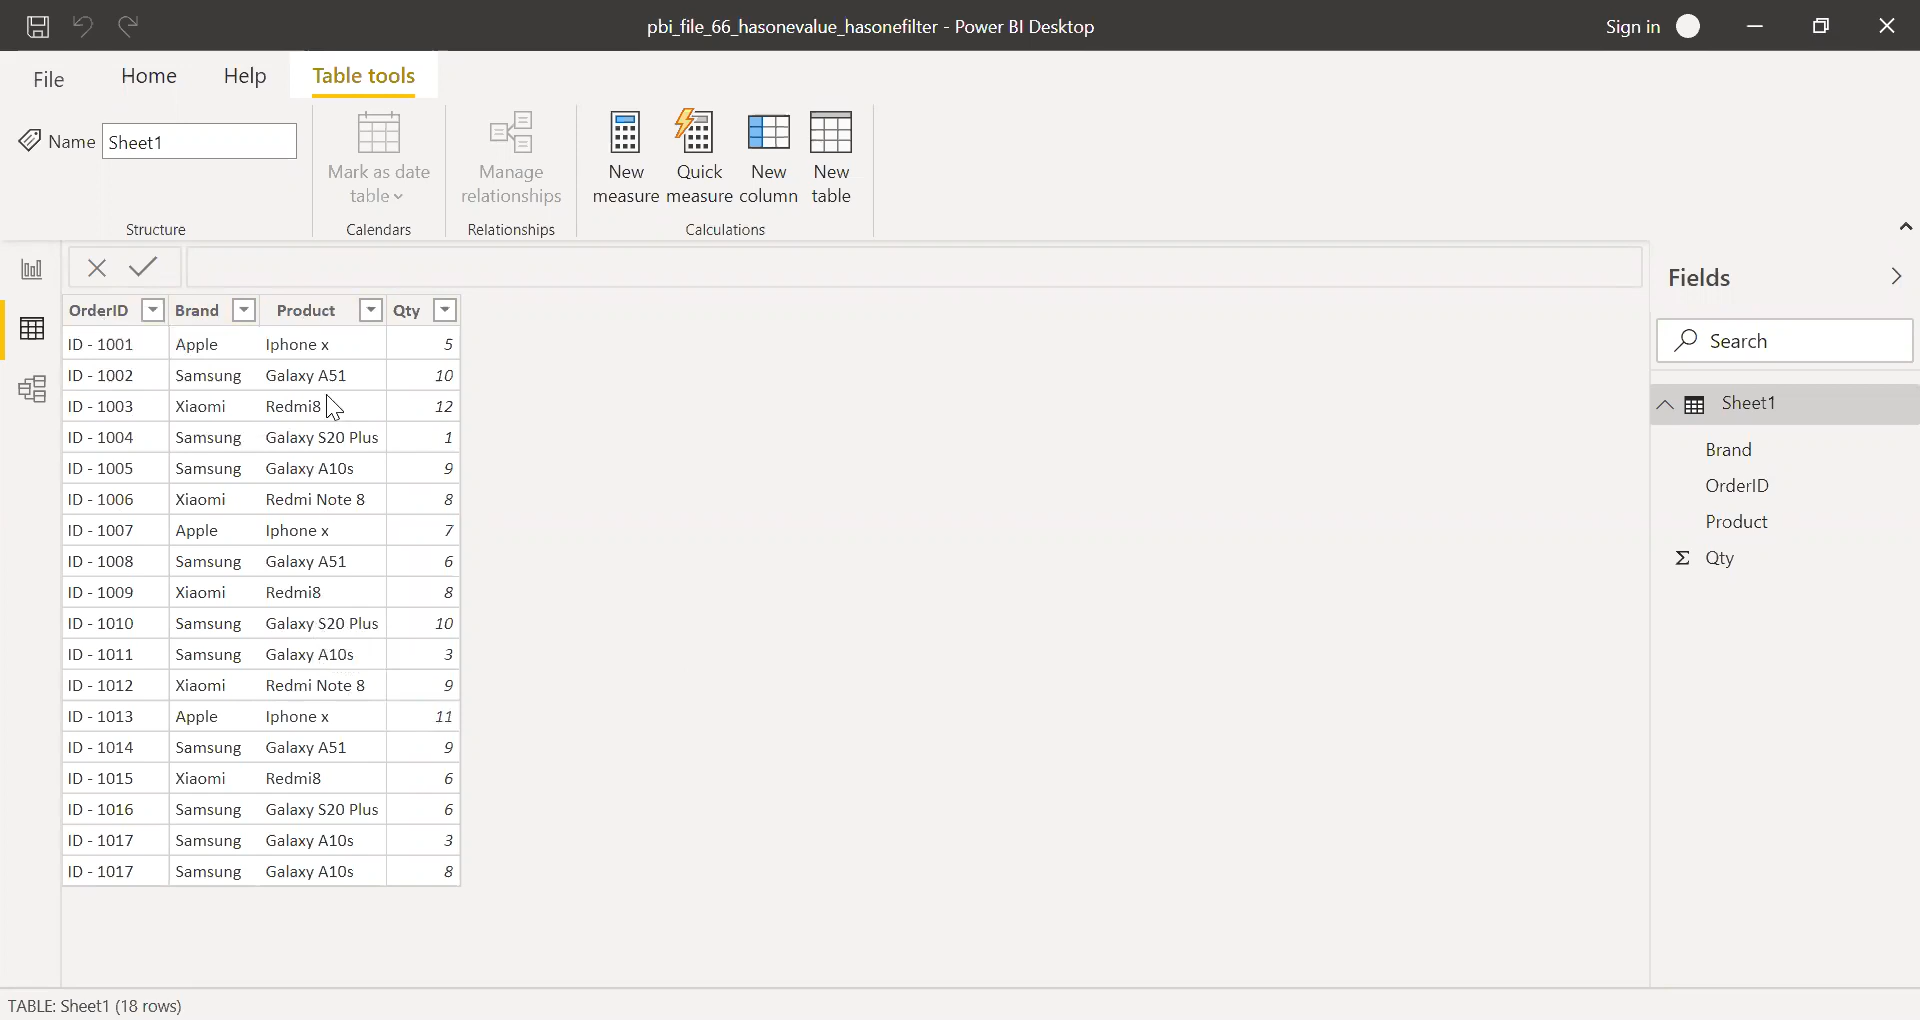 pbi_file_66_hasonevalue_hasonefilter - Power BI Desktop
Sign in
File
Home
Help
Table tools
Name
Sheet1
Mark as date
table
Manage
relationships
New
measure
Quick
measure
New
column
New
table
Structure
Calendars
Relationships
Calculations
Fields
Search
Sheet1
Brand
OrderID
Product
Σ Qty
OrderID Brand Product Qty
ID - 1001 Apple Iphone x 5
ID - 1002 Samsung Galaxy A51 10
ID - 1003 Xiaomi Redmi8 12
ID - 1004 Samsung Galaxy S20 Plus 1
ID - 1005 Samsung Galaxy A10s 9
ID - 1006 Xiaomi Redmi Note 8 8
ID - 1007 Apple Iphone x 7
ID - 1008 Samsung Galaxy A51 6
ID - 1009 Xiaomi Redmi8 8
ID - 1010 Samsung Galaxy S20 Plus 10
ID - 1011 Samsung Galaxy A10s 3
ID - 1012 Xiaomi Redmi Note 8 9
ID - 1013 Apple Iphone x 11
ID - 1014 Samsung Galaxy A51 9
ID - 1015 Xiaomi Redmi8 6
ID - 1016 Samsung Galaxy S20 Plus 6
ID - 1017 Samsung Galaxy A10s 3
ID - 1017 Samsung Galaxy A10s 8
TABLE: Sheet1 (18 rows)